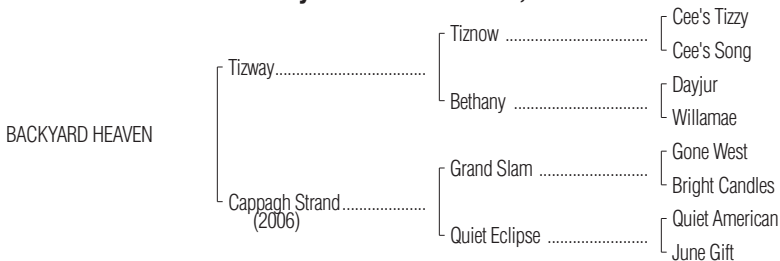 Cee's Tizzy
Tiznow ..........................................
Cee's Song
Tizway...........................................
Dayjur
Bethany ........................................
Willamae
BACKYARD HEAVEN
Gone West
Grand Slam ................................
Bright Candles
Cappagh Strand........................
(2006)
Quiet American
Quiet Eclipse ..............................
June Gift